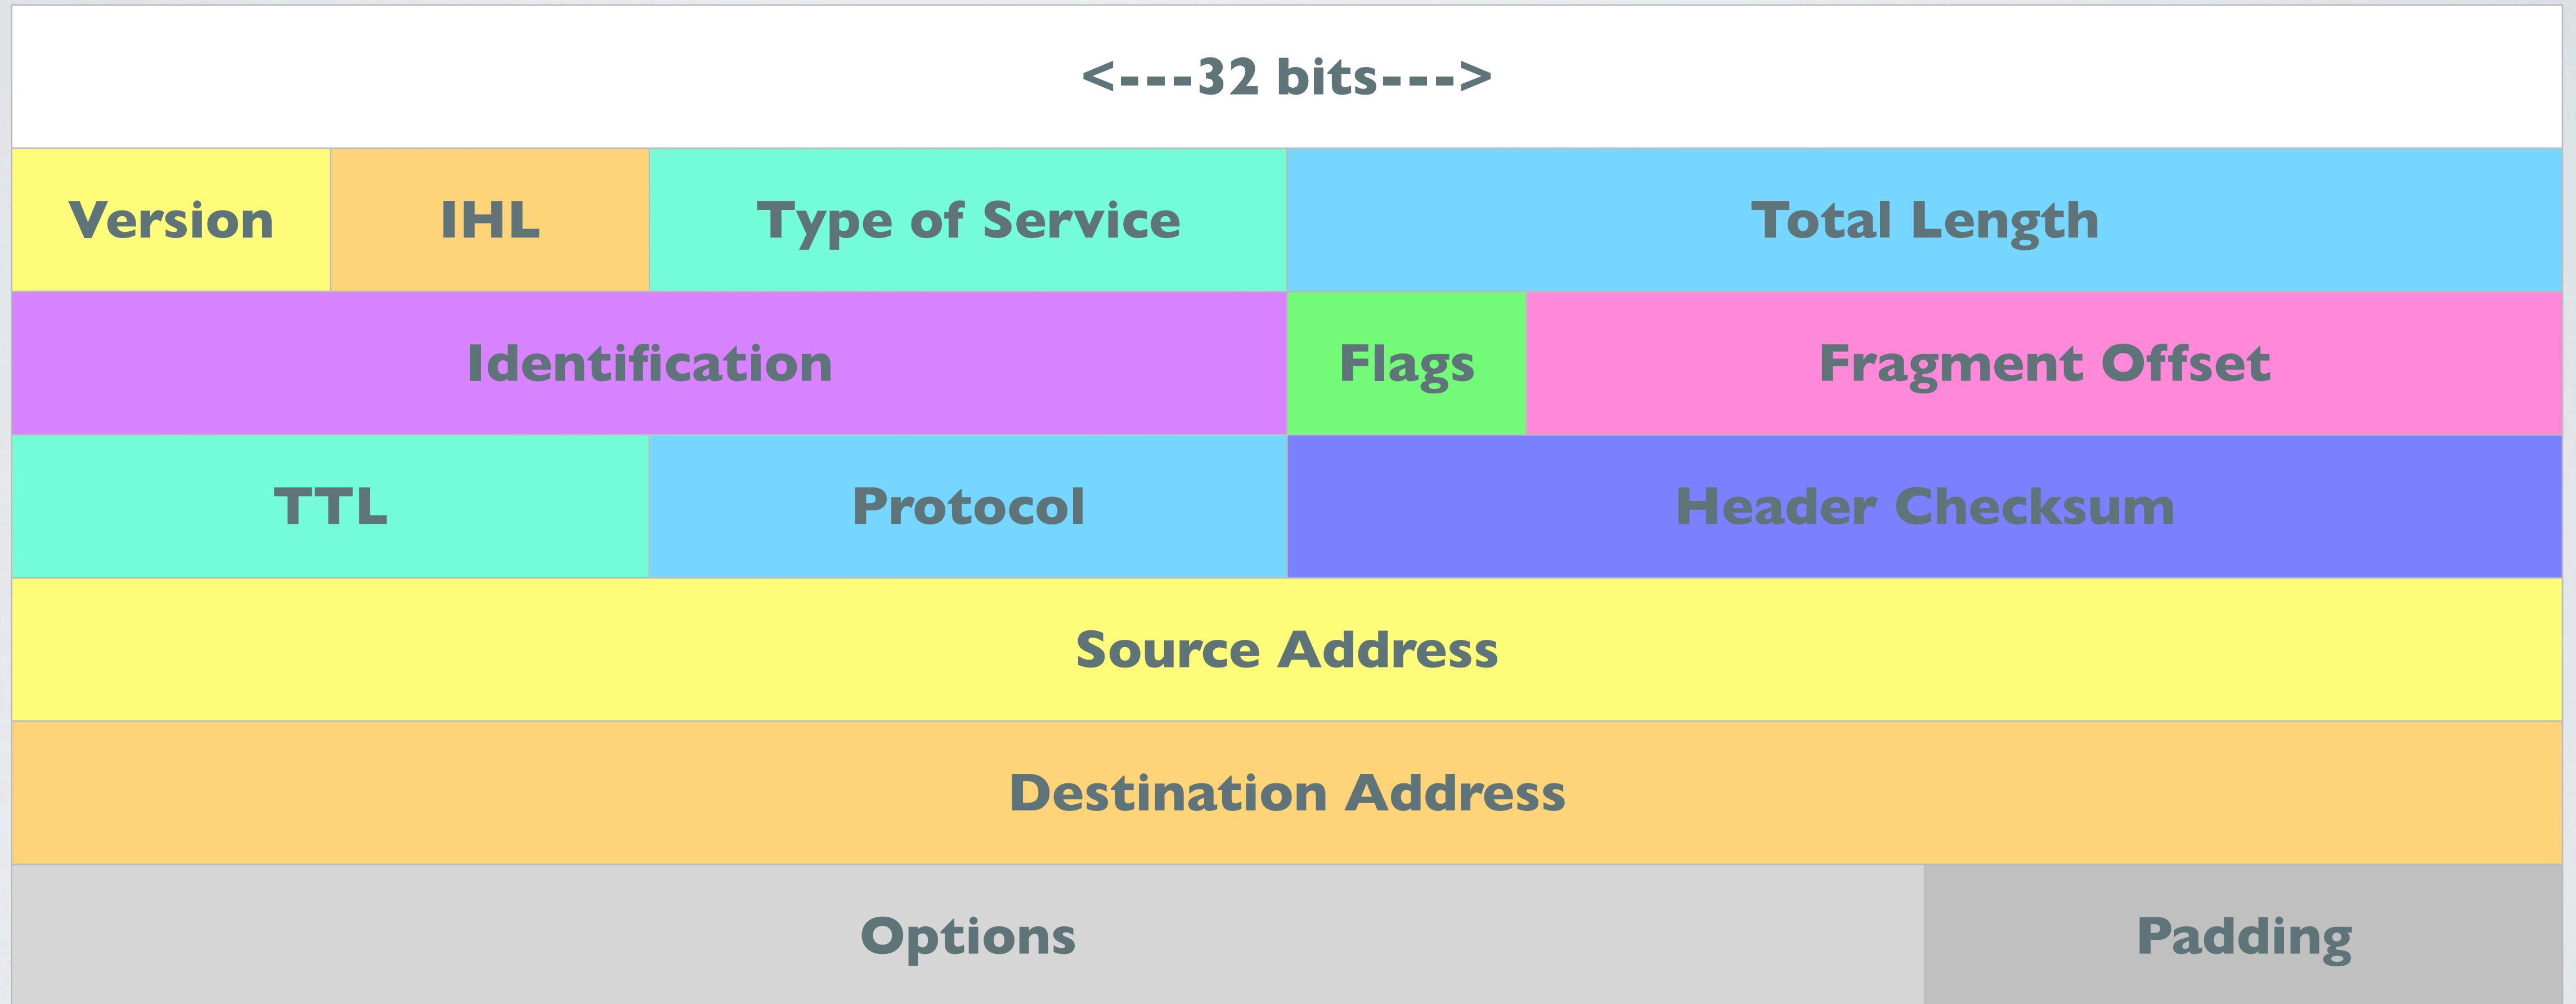 <---32 bits--->
Version IHL Type of Service Total Length
Identification Flags Fragment Offset
TTL Protocol Header Checksum
Source Address
Destination Address
Options Padding